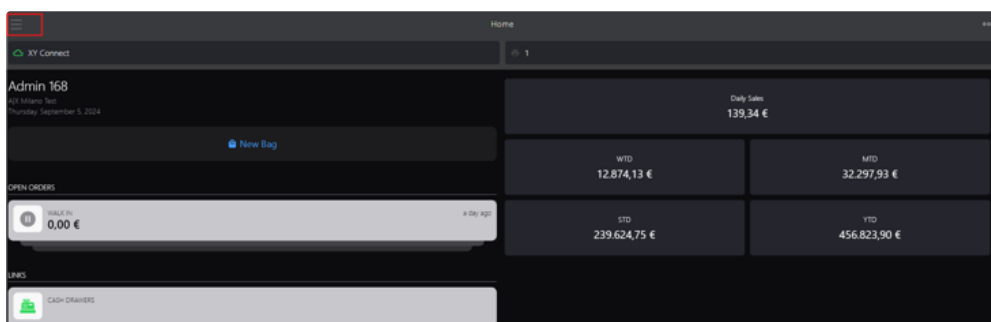 Home
XY Connect
1
Admin 168
A|X Milano Test
Thursday, September 5, 2024
New Bag
OPEN ORDERS
WALK IN
0,00 €
a day ago
LINKS
CASH DRAWERS
Daily Sales
139,34 €
WTD
12.874,13 €
MTD
32.297,93 €
STD
239.624,75 €
YTD
456.823,90 €